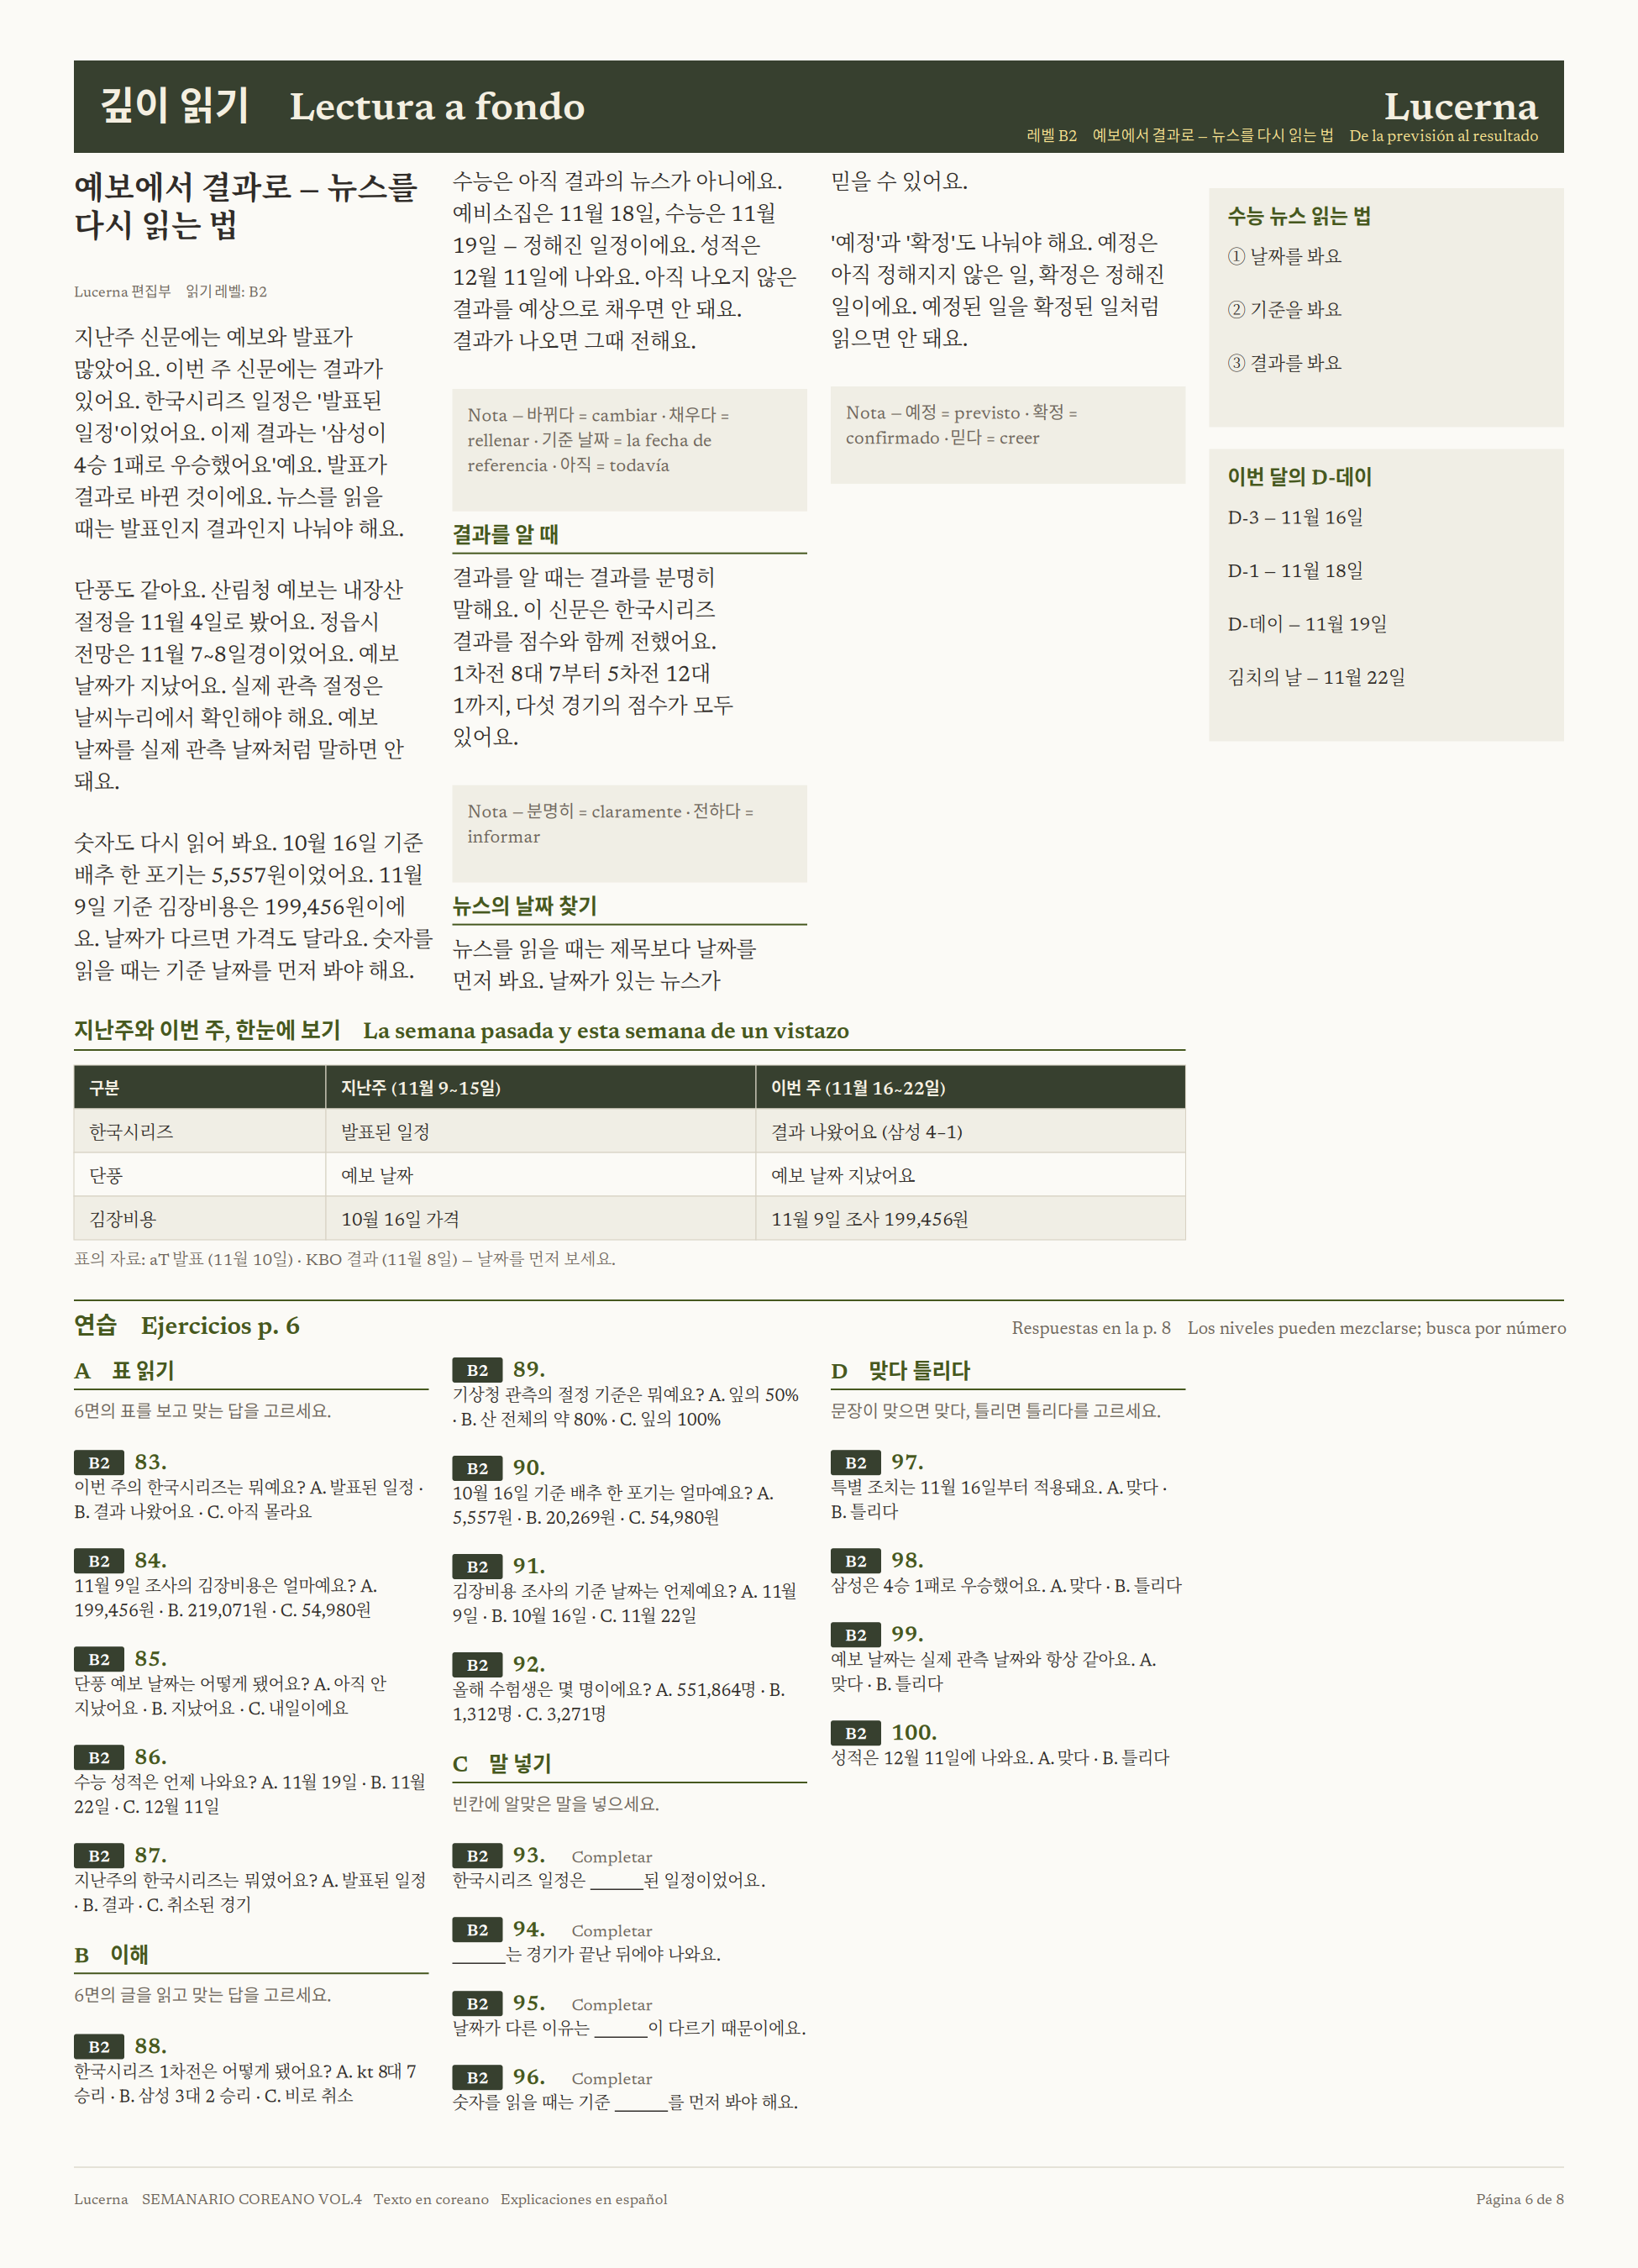 깊이 읽기 Lectura a fondo
Lucerna
레벨 B2 예보에서 결과로 – 뉴스를 다시 읽는 법 De la previsión al resultado
예보에서 결과로 – 뉴스를
다시 읽는 법
Lucerna 편집부 읽기 레벨: B2
지난주 신문에는 예보와 발표가
많았어요. 이번 주 신문에는 결과가
있어요. 한국시리즈 일정은 '발표된
일정'이었어요. 이제 결과는 '삼성이
4승 1패로 우승했어요'예요. 발표가
결과로 바뀐 것이에요. 뉴스를 읽을
때는 발표인지 결과인지 나눠야 해요.
단풍도 같아요. 산림청 예보는 내장산
절정을 11월 4일로 봤어요. 정읍시
전망은 11월 7~8일경이었어요. 예보
날짜가 지났어요. 실제 관측 절정은
날씨누리에서 확인해야 해요. 예보
날짜를 실제 관측 날짜처럼 말하면 안
돼요.
숫자도 다시 읽어 봐요. 10월 16일 기준
배추 한 포기는 5,557원이었어요. 11월
9일 기준 김장비용은 199,456원이에
요. 날짜가 다르면 가격도 달라요. 숫자를
읽을 때는 기준 날짜를 먼저 봐야 해요.
수능은 아직 결과의 뉴스가 아니에요.
예비소집은 11월 18일, 수능은 11월
19일 – 정해진 일정이에요. 성적은
12월 11일에 나와요. 아직 나오지 않은
결과를 예상으로 채우면 안 돼요.
결과가 나오면 그때 전해요.
Nota – 바뀌다 = cambiar · 채우다 =
rellenar · 기준 날짜 = la fecha de
referencia · 아직 = todavía
결과를 알 때
결과를 알 때는 결과를 분명히
말해요. 이 신문은 한국시리즈
결과를 점수와 함께 전했어요.
1차전 8대 7부터 5차전 12대
1까지, 다섯 경기의 점수가 모두
있어요.
Nota – 분명히 = claramente · 전하다 =
informar
뉴스의 날짜 찾기
뉴스를 읽을 때는 제목보다 날짜를
먼저 봐요. 날짜가 있는 뉴스가
믿을 수 있어요.
'예정'과 '확정'도 나눠야 해요. 예정은
아직 정해지지 않은 일, 확정은 정해진
일이에요. 예정된 일을 확정된 일처럼
읽으면 안 돼요.
Nota – 예정 = previsto · 확정 =
confirmado · 믿다 = creer
수능 뉴스 읽는 법
① 날짜를 봐요
② 기준을 봐요
③ 결과를 봐요
이번 달의 D-데이
D-3 – 11월 16일
D-1 – 11월 18일
D-데이 – 11월 19일
김치의 날 – 11월 22일
지난주와 이번 주, 한눈에 보기 La semana pasada y esta semana de un vistazo
구분 지난주 (11월 9~15일) 이번 주 (11월 16~22일)
한국시리즈 발표된 일정 결과 나왔어요 (삼성 4–1)
단풍 예보 날짜 예보 날짜 지났어요
김장비용 10월 16일 가격 11월 9일 조사 199,456원
표의 자료: aT 발표 (11월 10일) · KBO 결과 (11월 8일) – 날짜를 먼저 보세요.
연습 Ejercicios p. 6
Respuestas en la p. 8 Los niveles pueden mezclarse; busca por número
A 표 읽기
6면의 표를 보고 맞는 답을 고르세요.
B2 83.
이번 주의 한국시리즈는 뭐예요? A. 발표된 일정 ·
B. 결과 나왔어요 · C. 아직 몰라요
B2 84.
11월 9일 조사의 김장비용은 얼마예요? A.
199,456원 · B. 219,071원 · C. 54,980원
B2 85.
단풍 예보 날짜는 어떻게 됐어요? A. 아직 안
지났어요 · B. 지났어요 · C. 내일이에요
B2 86.
수능 성적은 언제 나와요? A. 11월 19일 · B. 11월
22일 · C. 12월 11일
B2 87.
지난주의 한국시리즈는 뭐였어요? A. 발표된 일정
· B. 결과 · C. 취소된 경기
B 이해
6면의 글을 읽고 맞는 답을 고르세요.
B2 88.
한국시리즈 1차전은 어떻게 됐어요? A. kt 8대 7
승리 · B. 삼성 3대 2 승리 · C. 비로 취소
B2 89.
기상청 관측의 절정 기준은 뭐예요? A. 잎의 50%
· B. 산 전체의 약 80% · C. 잎의 100%
B2 90.
10월 16일 기준 배추 한 포기는 얼마예요? A.
5,557원 · B. 20,269원 · C. 54,980원
B2 91.
김장비용 조사의 기준 날짜는 언제예요? A. 11월
9일 · B. 10월 16일 · C. 11월 22일
B2 92.
올해 수험생은 몇 명이에요? A. 551,864명 · B.
1,312명 · C. 3,271명
C 말 넣기
빈칸에 알맞은 말을 넣으세요.
B2 93. Completar
한국시리즈 일정은 ______된 일정이었어요.
B2 94. Completar
______는 경기가 끝난 뒤에야 나와요.
B2 95. Completar
날짜가 다른 이유는 ______이 다르기 때문이에요.
B2 96. Completar
숫자를 읽을 때는 기준 ______를 먼저 봐야 해요.
D 맞다 틀리다
문장이 맞으면 맞다, 틀리면 틀리다를 고르세요.
B2 97.
특별 조치는 11월 16일부터 적용돼요. A. 맞다 ·
B. 틀리다
B2 98.
삼성은 4승 1패로 우승했어요. A. 맞다 · B. 틀리다
B2 99.
예보 날짜는 실제 관측 날짜와 항상 같아요. A.
맞다 · B. 틀리다
B2 100.
성적은 12월 11일에 나와요. A. 맞다 · B. 틀리다
Lucerna SEMANARIO COREANO VOL.4 Texto en coreano Explicaciones en español
Página 6 de 8